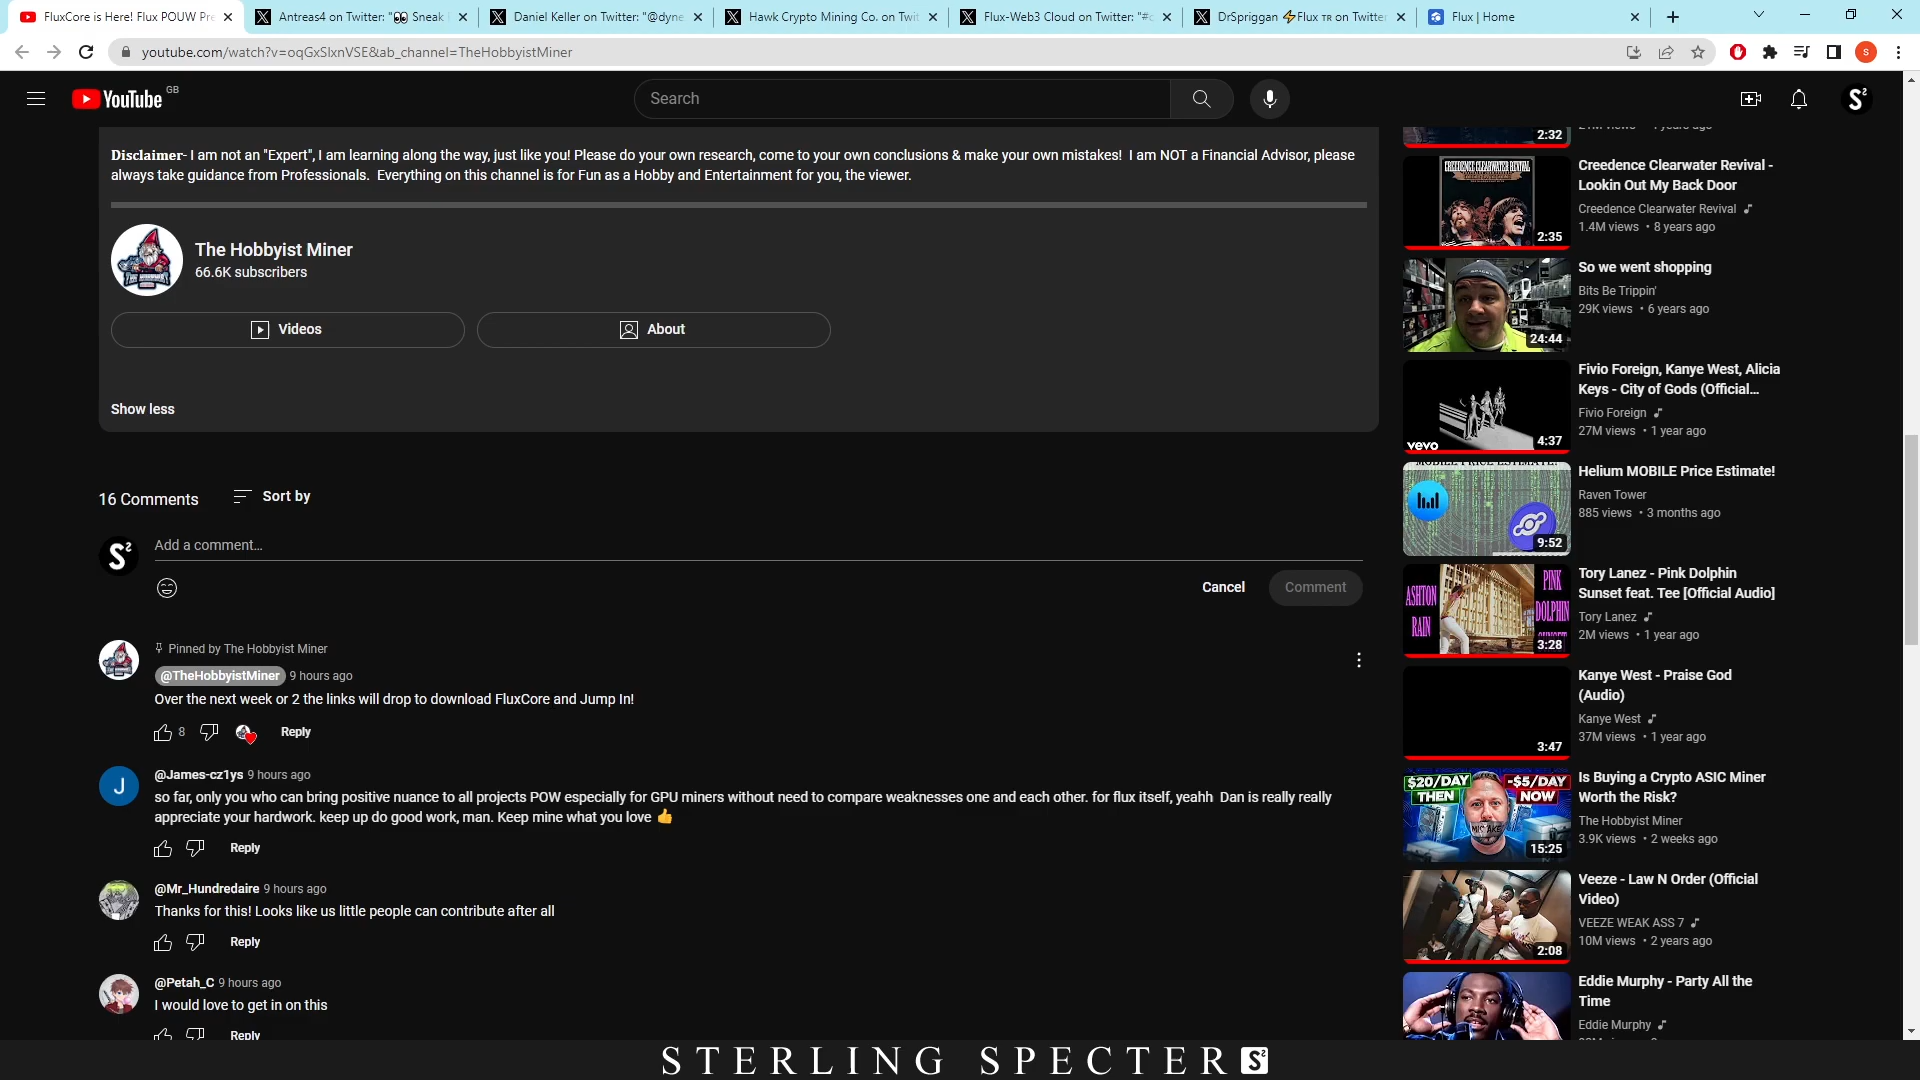 FluxCore is Here! Flux POUW Pre
Antreas4 on Twitter: "👀 Sneak
Daniel Keller on Twitter: "@dyne
Hawk Crypto Mining Co. on Twit
Flux-Web3 Cloud on Twitter: "#c
DrSpriggan ⚡Flux TR on Twitter
Flux | Home
youtube.com/watch?v=oqGxSlxnVSE&ab_channel=TheHobbyistMiner
S
YouTube GB
Search
Disclaimer- I am not an "Expert", I am learning along the way, just like you! Please do your own research, come to your own conclusions & make your own mistakes! I am NOT a Financial Advisor, please
always take guidance from Professionals. Everything on this channel is for Fun as a Hobby and Entertainment for you, the viewer.
The Hobbyist Miner
66.6K subscribers
Videos
About
Show less
16 Comments
Sort by
Add a comment...
Cancel
Comment
Pinned by The Hobbyist Miner
@TheHobbyistMiner 9 hours ago
Over the next week or 2 the links will drop to download FluxCore and Jump In!
8
Reply
J
@James-cz1ys 9 hours ago
so far, only you who can bring positive nuance to all projects POW especially for GPU miners without need to compare weaknesses one and each other. for flux itself, yeahh Dan is really really
appreciate your hardwork. keep up do good work, man. Keep mine what you love 👍
Reply
@Mr_Hundredaire 9 hours ago
Thanks for this! Looks like us little people can contribute after all
Reply
@Petah_C 9 hours ago
I would love to get in on this
Reply
2:32
CREEDENCE CLEARWATER REVIVAL
2:35
Creedence Clearwater Revival -
Lookin Out My Back Door
Creedence Clearwater Revival
1.4M views • 8 years ago
24:44
So we went shopping
Bits Be Trippin'
29K views • 6 years ago
vevo
4:37
Fivio Foreign, Kanye West, Alicia
Keys - City of Gods (Official...
Fivio Foreign
27M views • 1 year ago
MOBILE PRICE ESTIMATE!
9:52
Helium MOBILE Price Estimate!
Raven Tower
885 views • 3 months ago
ASHTON
RAIN
PINK
DOLPHIN
SUNSET
3:28
Tory Lanez - Pink Dolphin
Sunset feat. Tee [Official Audio]
Tory Lanez
2M views • 1 year ago
3:47
Kanye West - Praise God
(Audio)
Kanye West
37M views • 1 year ago
$20/DAY
THEN
-$5/DAY
NOW
MISTAKE
15:25
Is Buying a Crypto ASIC Miner
Worth the Risk?
The Hobbyist Miner
3.9K views • 2 weeks ago
2:08
Veeze - Law N Order (Official
Video)
VEEZE WEAK ASS 7
10M views • 2 years ago
Eddie Murphy - Party All the
Time
Eddie Murphy
STERLING SPECTER S²